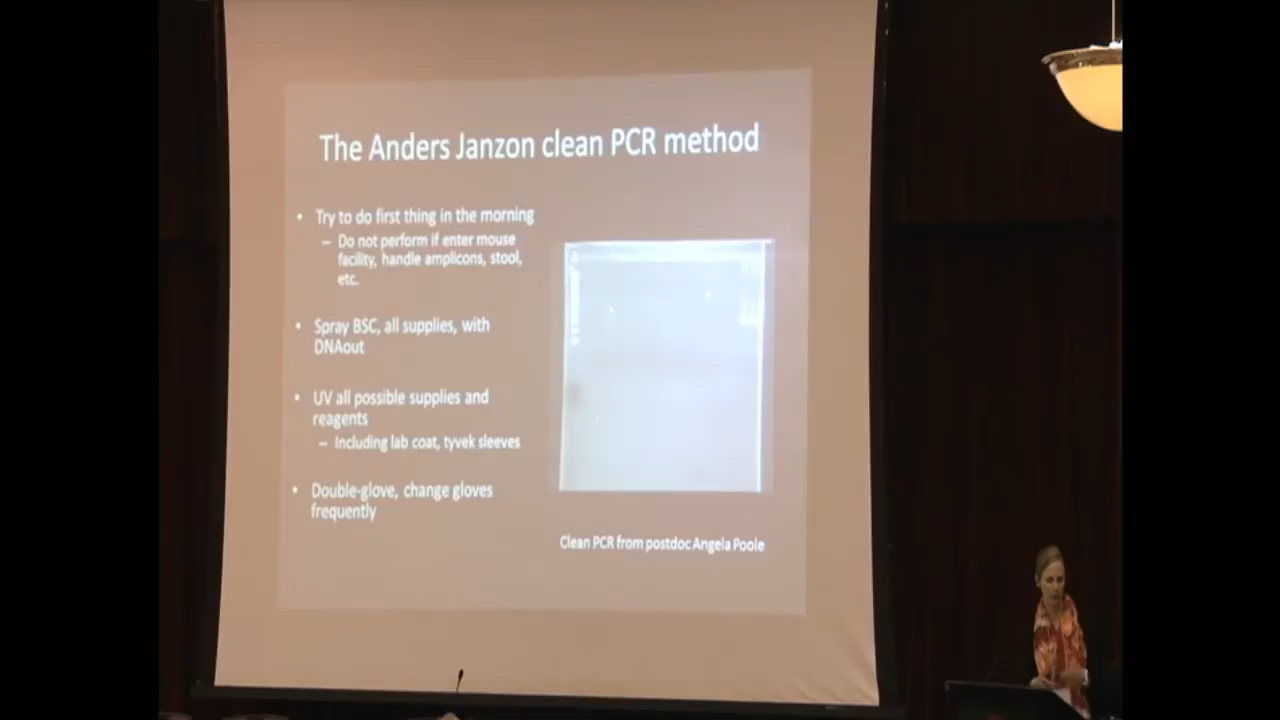 The Anders Janzon clean PCR method
• Try to do first thing in the morning
– Do not perform if enter mouse
facility, handle amplicons, stool,
etc.
• Spray BSC, all supplies, with
DNAout
• UV all possible supplies and
reagents
– Including lab coat, tyvek sleeves
• Double-glove, change gloves
frequently
Clean PCR from postdoc Angela Poole